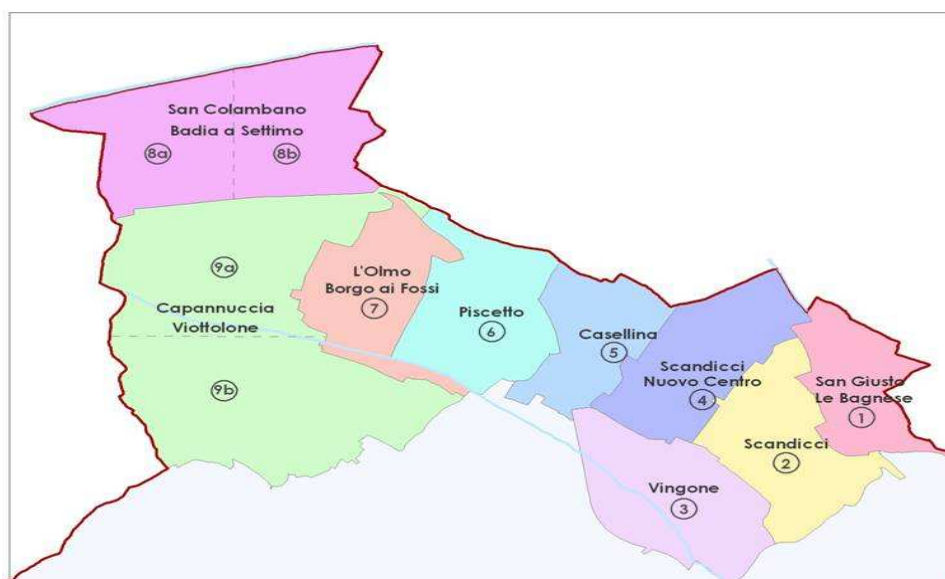 San Colambano
Badia a Settimo
8a
8b
9a
Capannuccia
Viottolone
9b
L'Olmo
Borgo ai Fossi
7
Piscetto
6
Casellina
5
Scandicci
Nuovo Centro
4
San Giusto
Le Bagnese
1
Scandicci
2
Vingone
3